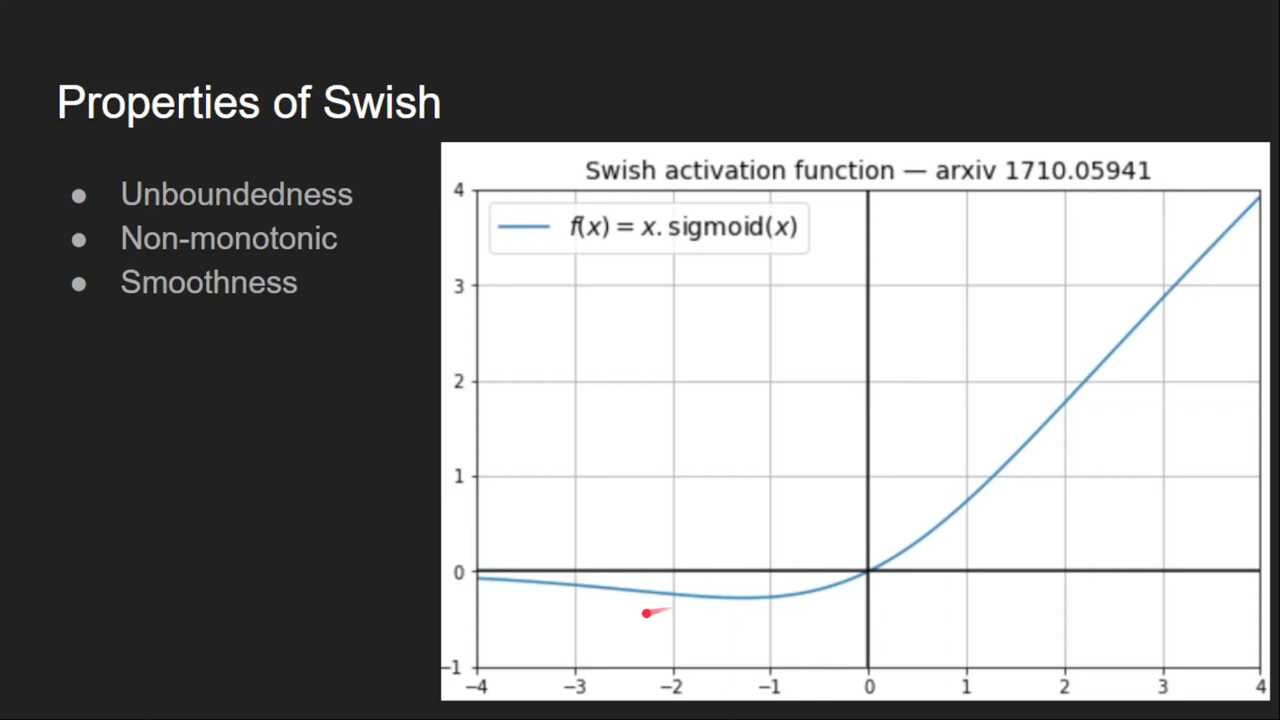 Properties of Swish
● Unboundedness
● Non-monotonic
● Smoothness
Swish activation function — arxiv 1710.05941
f(x) = x. sigmoid(x)
4
3
2
1
0
−1
−4 −3 −2 −1 0 1 2 3 4